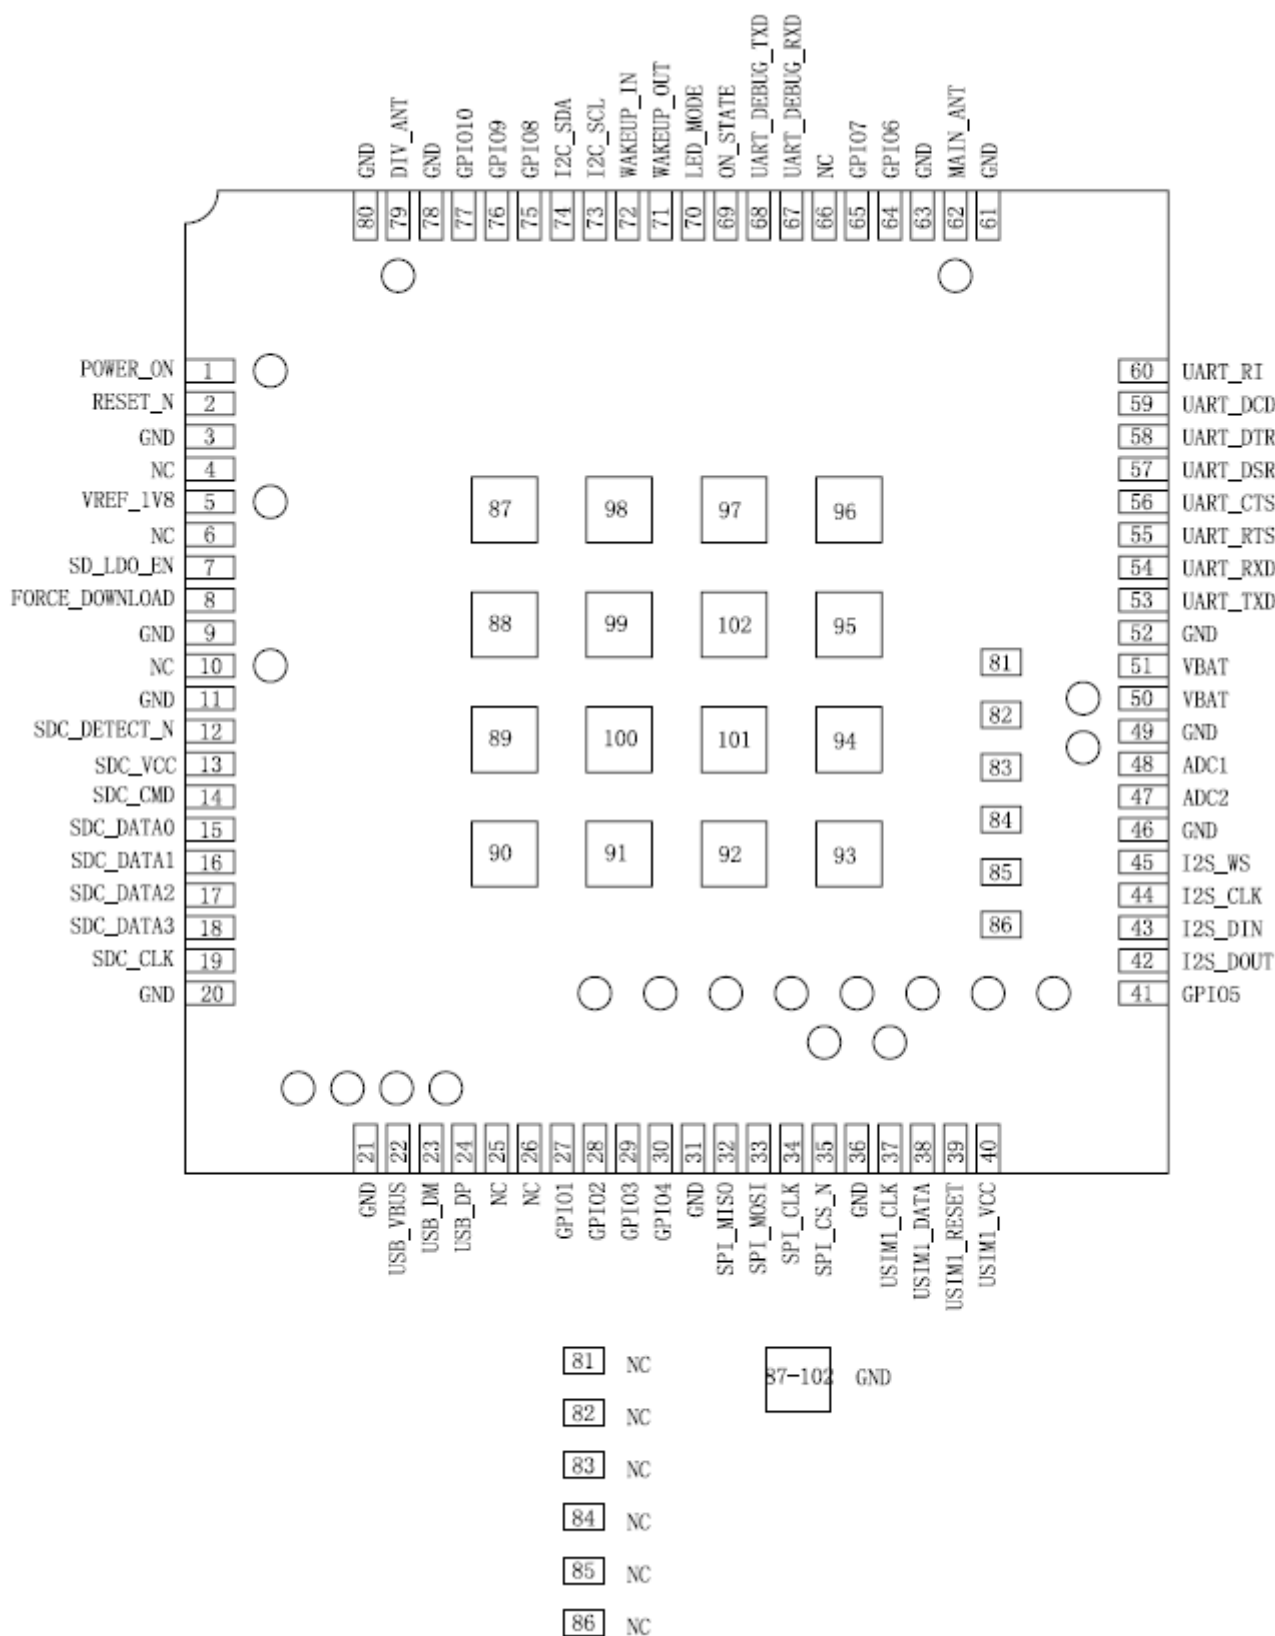 GND
DIV_ANT
GND
GPIO10
GPIO9
GPIO8
I2C_SDA
I2C_SCL
WAKEUP_IN
WAKEUP_OUT
LED_MODE
ON_STATE
UART_DEBUG_TXD
UART_DEBUG_RXD
NC
GPIO7
GPIO6
GND
MAIN_ANT
GND
80 79 78 77 76 75 74 73 72 71 70 69 68 67 66 65 64 63 62 61
POWER_ON 1
RESET_N 2
GND 3
NC 4
VREF_1V8 5
NC 6
SD_LDO_EN 7
FORCE_DOWNLOAD 8
GND 9
NC 10
GND 11
SDC_DETECT_N 12
SDC_VCC 13
SDC_CMD 14
SDC_DATA0 15
SDC_DATA1 16
SDC_DATA2 17
SDC_DATA3 18
SDC_CLK 19
GND 20
87 98 97 96
88 99 102 95
89 100 101 94
90 91 92 93
81
82
83
84
85
86
60 UART_RI
59 UART_DCD
58 UART_DTR
57 UART_DSR
56 UART_CTS
55 UART_RTS
54 UART_RXD
53 UART_TXD
52 GND
51 VBAT
50 VBAT
49 GND
48 ADC1
47 ADC2
46 GND
45 I2S_WS
44 I2S_CLK
43 I2S_DIN
42 I2S_DOUT
41 GPIO5
21 22 23 24 25 26 27 28 29 30 31 32 33 34 35 36 37 38 39 40
GND
USB_VBUS
USB_DM
USB_DP
NC
NC
GPIO1
GPIO2
GPIO3
GPIO4
GND
SPI_MISO
SPI_MOSI
SPI_CLK
SPI_CS_N
GND
USIM1_CLK
USIM1_DATA
USIM1_RESET
USIM1_VCC
81 NC
82 NC
83 NC
84 NC
85 NC
86 NC
87-102 GND